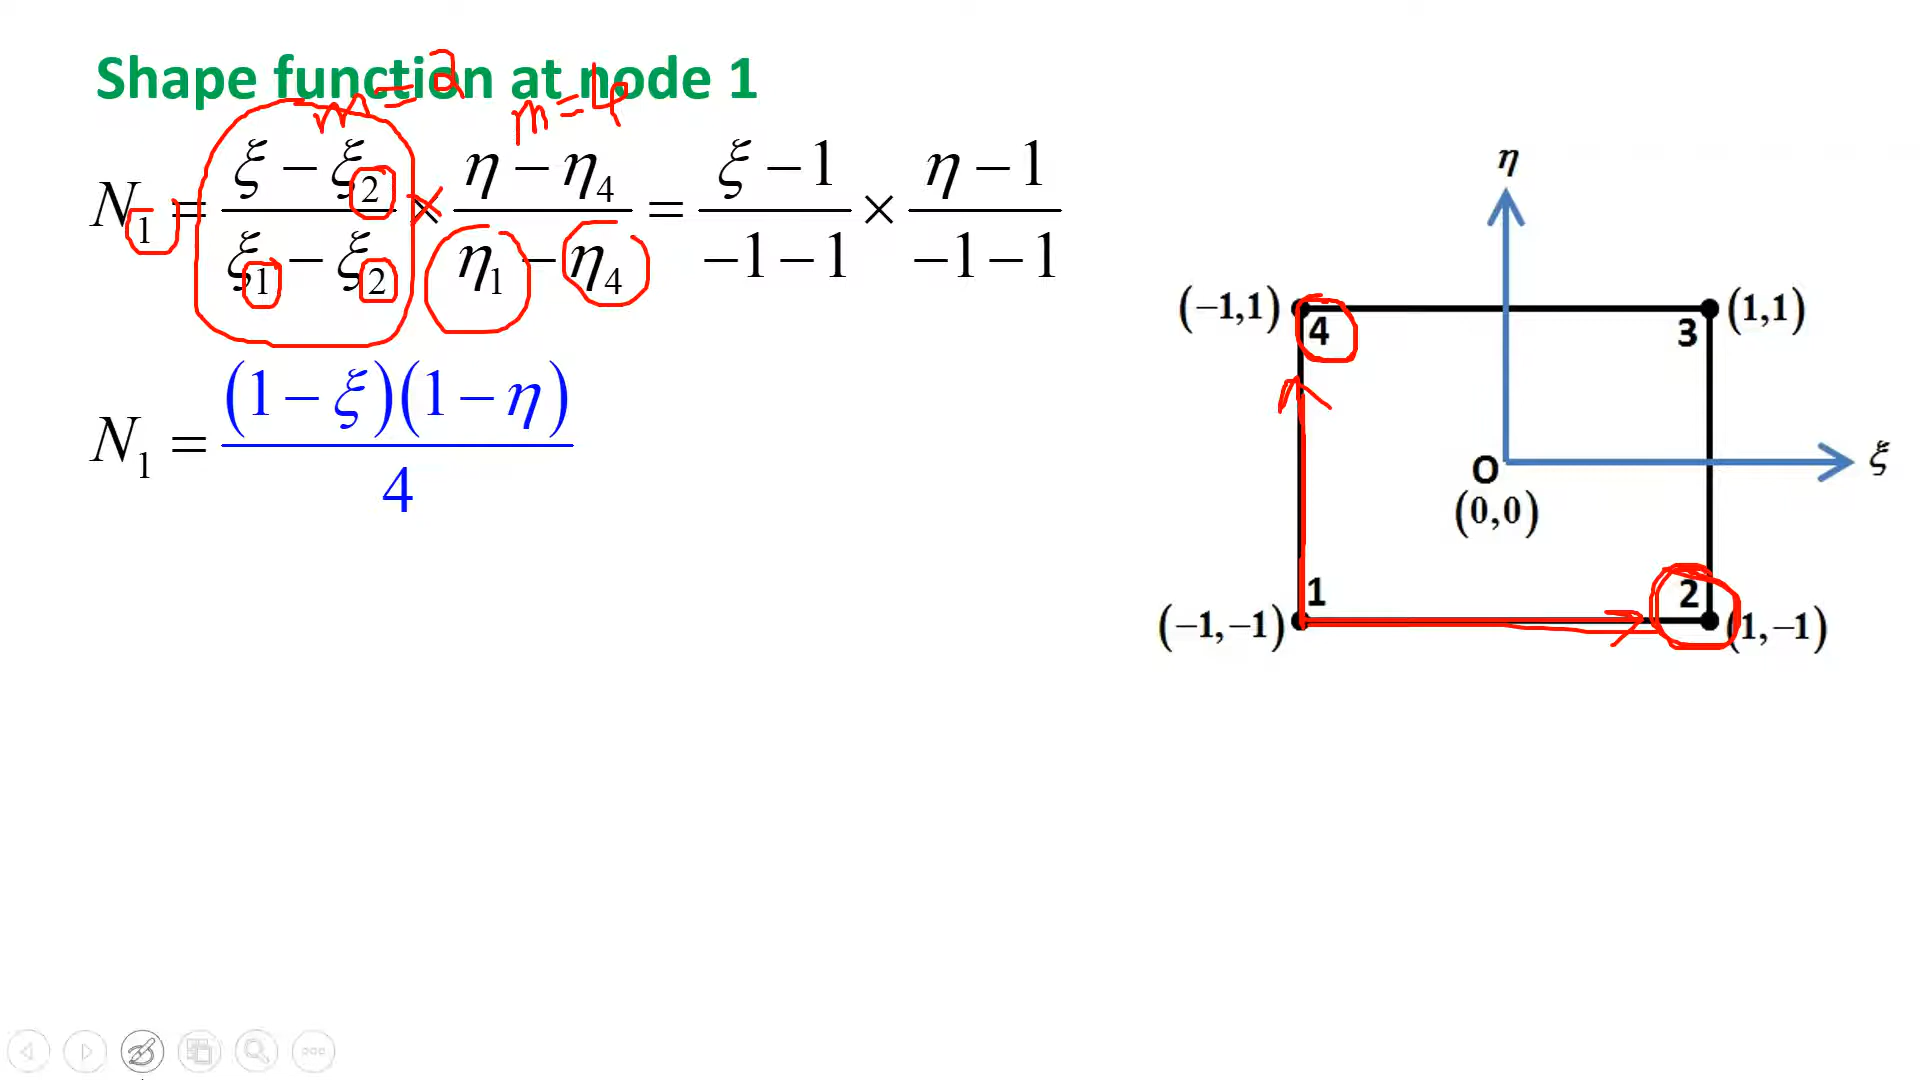 Shape function at node 1
m = 2 m = 4
N₁ = (ξ − ξ₂)/(ξ₁ − ξ₂) × (η − η₄)/(η₁ − η₄) = (ξ − 1)/(−1 − 1) × (η − 1)/(−1 − 1)
N₁ = (1 − ξ)(1 − η)/4
η
(−1,1) 4 3 (1,1)
ξ
O
(0,0)
1 2
(−1,−1) (1,−1)